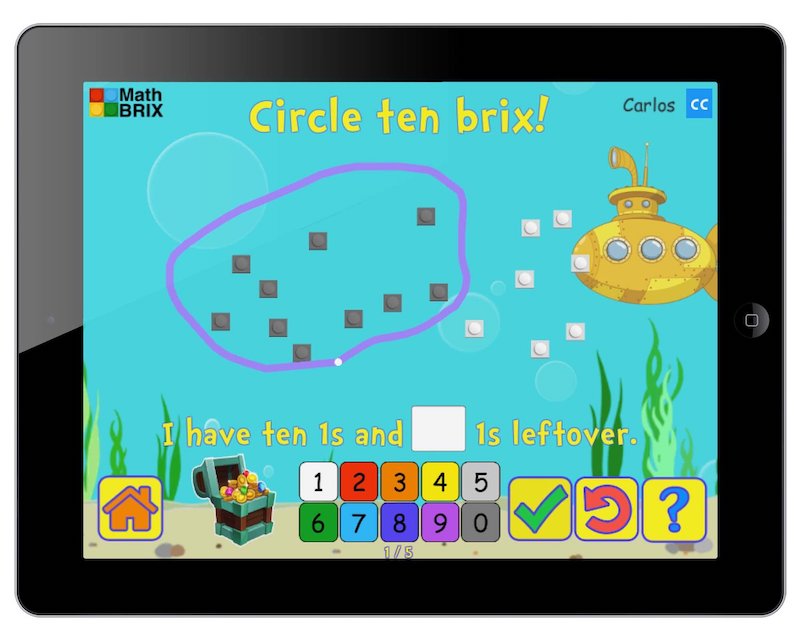 Math
BRIX
Circle ten brix!
Carlos CC
I have ten 1s and 1s leftover.
1 2 3 4 5
6 7 8 9 0
?
1 / 5